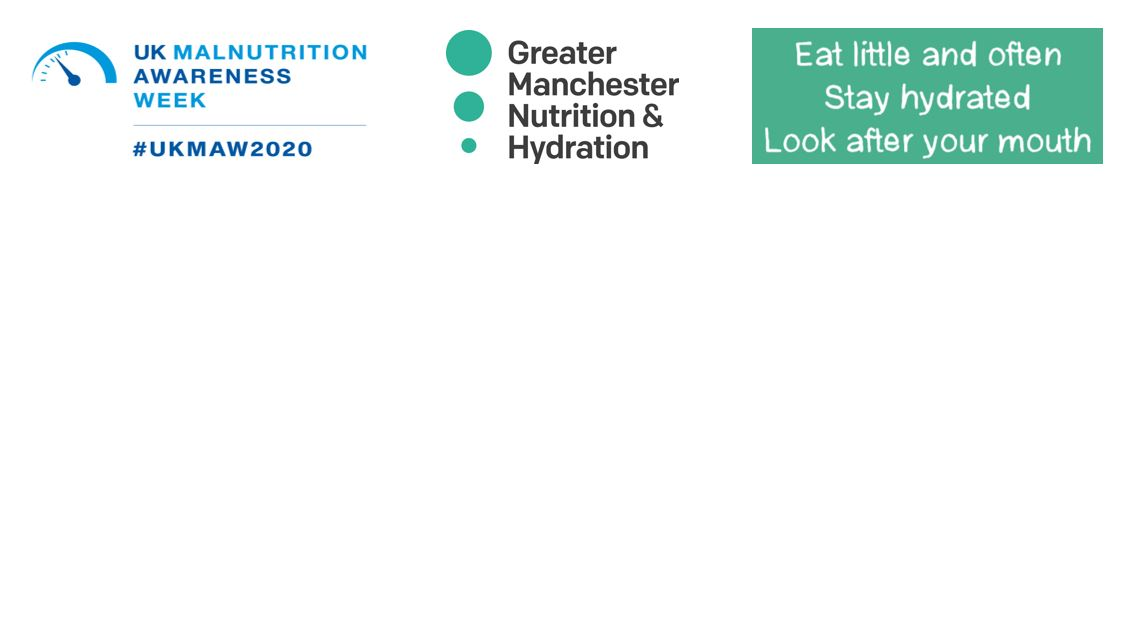 UK MALNUTRITION
AWARENESS
WEEK
#UKMAW2020
Greater
Manchester
Nutrition &
Hydration
Eat little and often
Stay hydrated
Look after your mouth